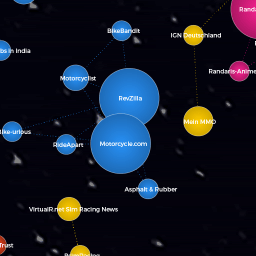 BikeBandit
IGN Deutschland
bs in India
Randaris-Anime
Motorcyclist
RevZilla
Mein MMO
ike-urious
RideApart
Motorcycle.com
Asphalt & Rubber
VirtualR.net Sim Racing News
Trust